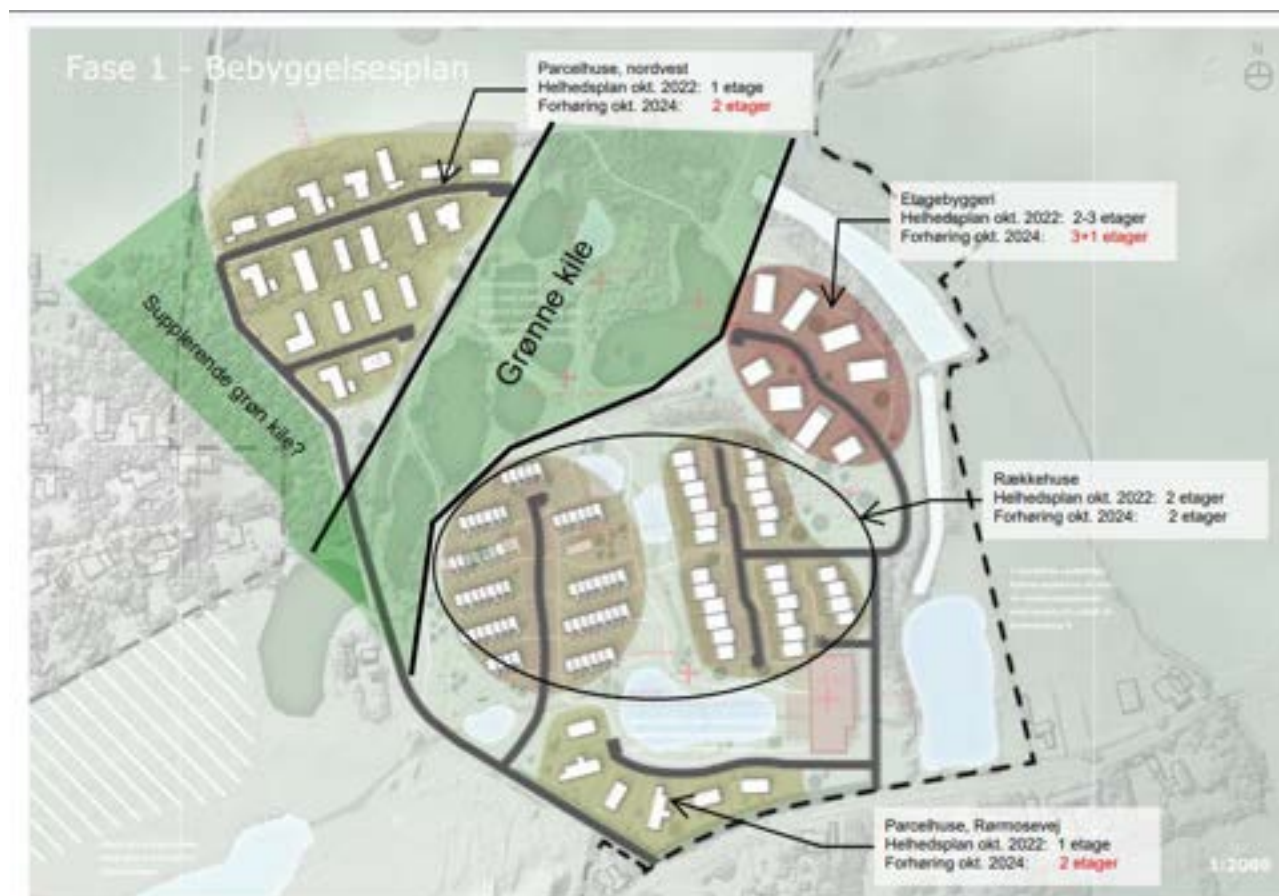 Fase 1 - Bebyggelsesplan
N
Parcelhuse, nordvest
Helhedsplan okt. 2022: 1 etage
Forhøring okt. 2024: 2 etager
Etagebyggeri
Helhedsplan okt. 2022: 2-3 etager
Forhøring okt. 2024: 3+1 etager
Grønne kile
Supplerende grøn kile?
Rækkehuse
Helhedsplan okt. 2022: 2 etager
Forhøring okt. 2024: 2 etager
Parcelhuse, Rørmosevej
Helhedsplan okt. 2022: 1 etage
Forhøring okt. 2024: 2 etager
1:2000